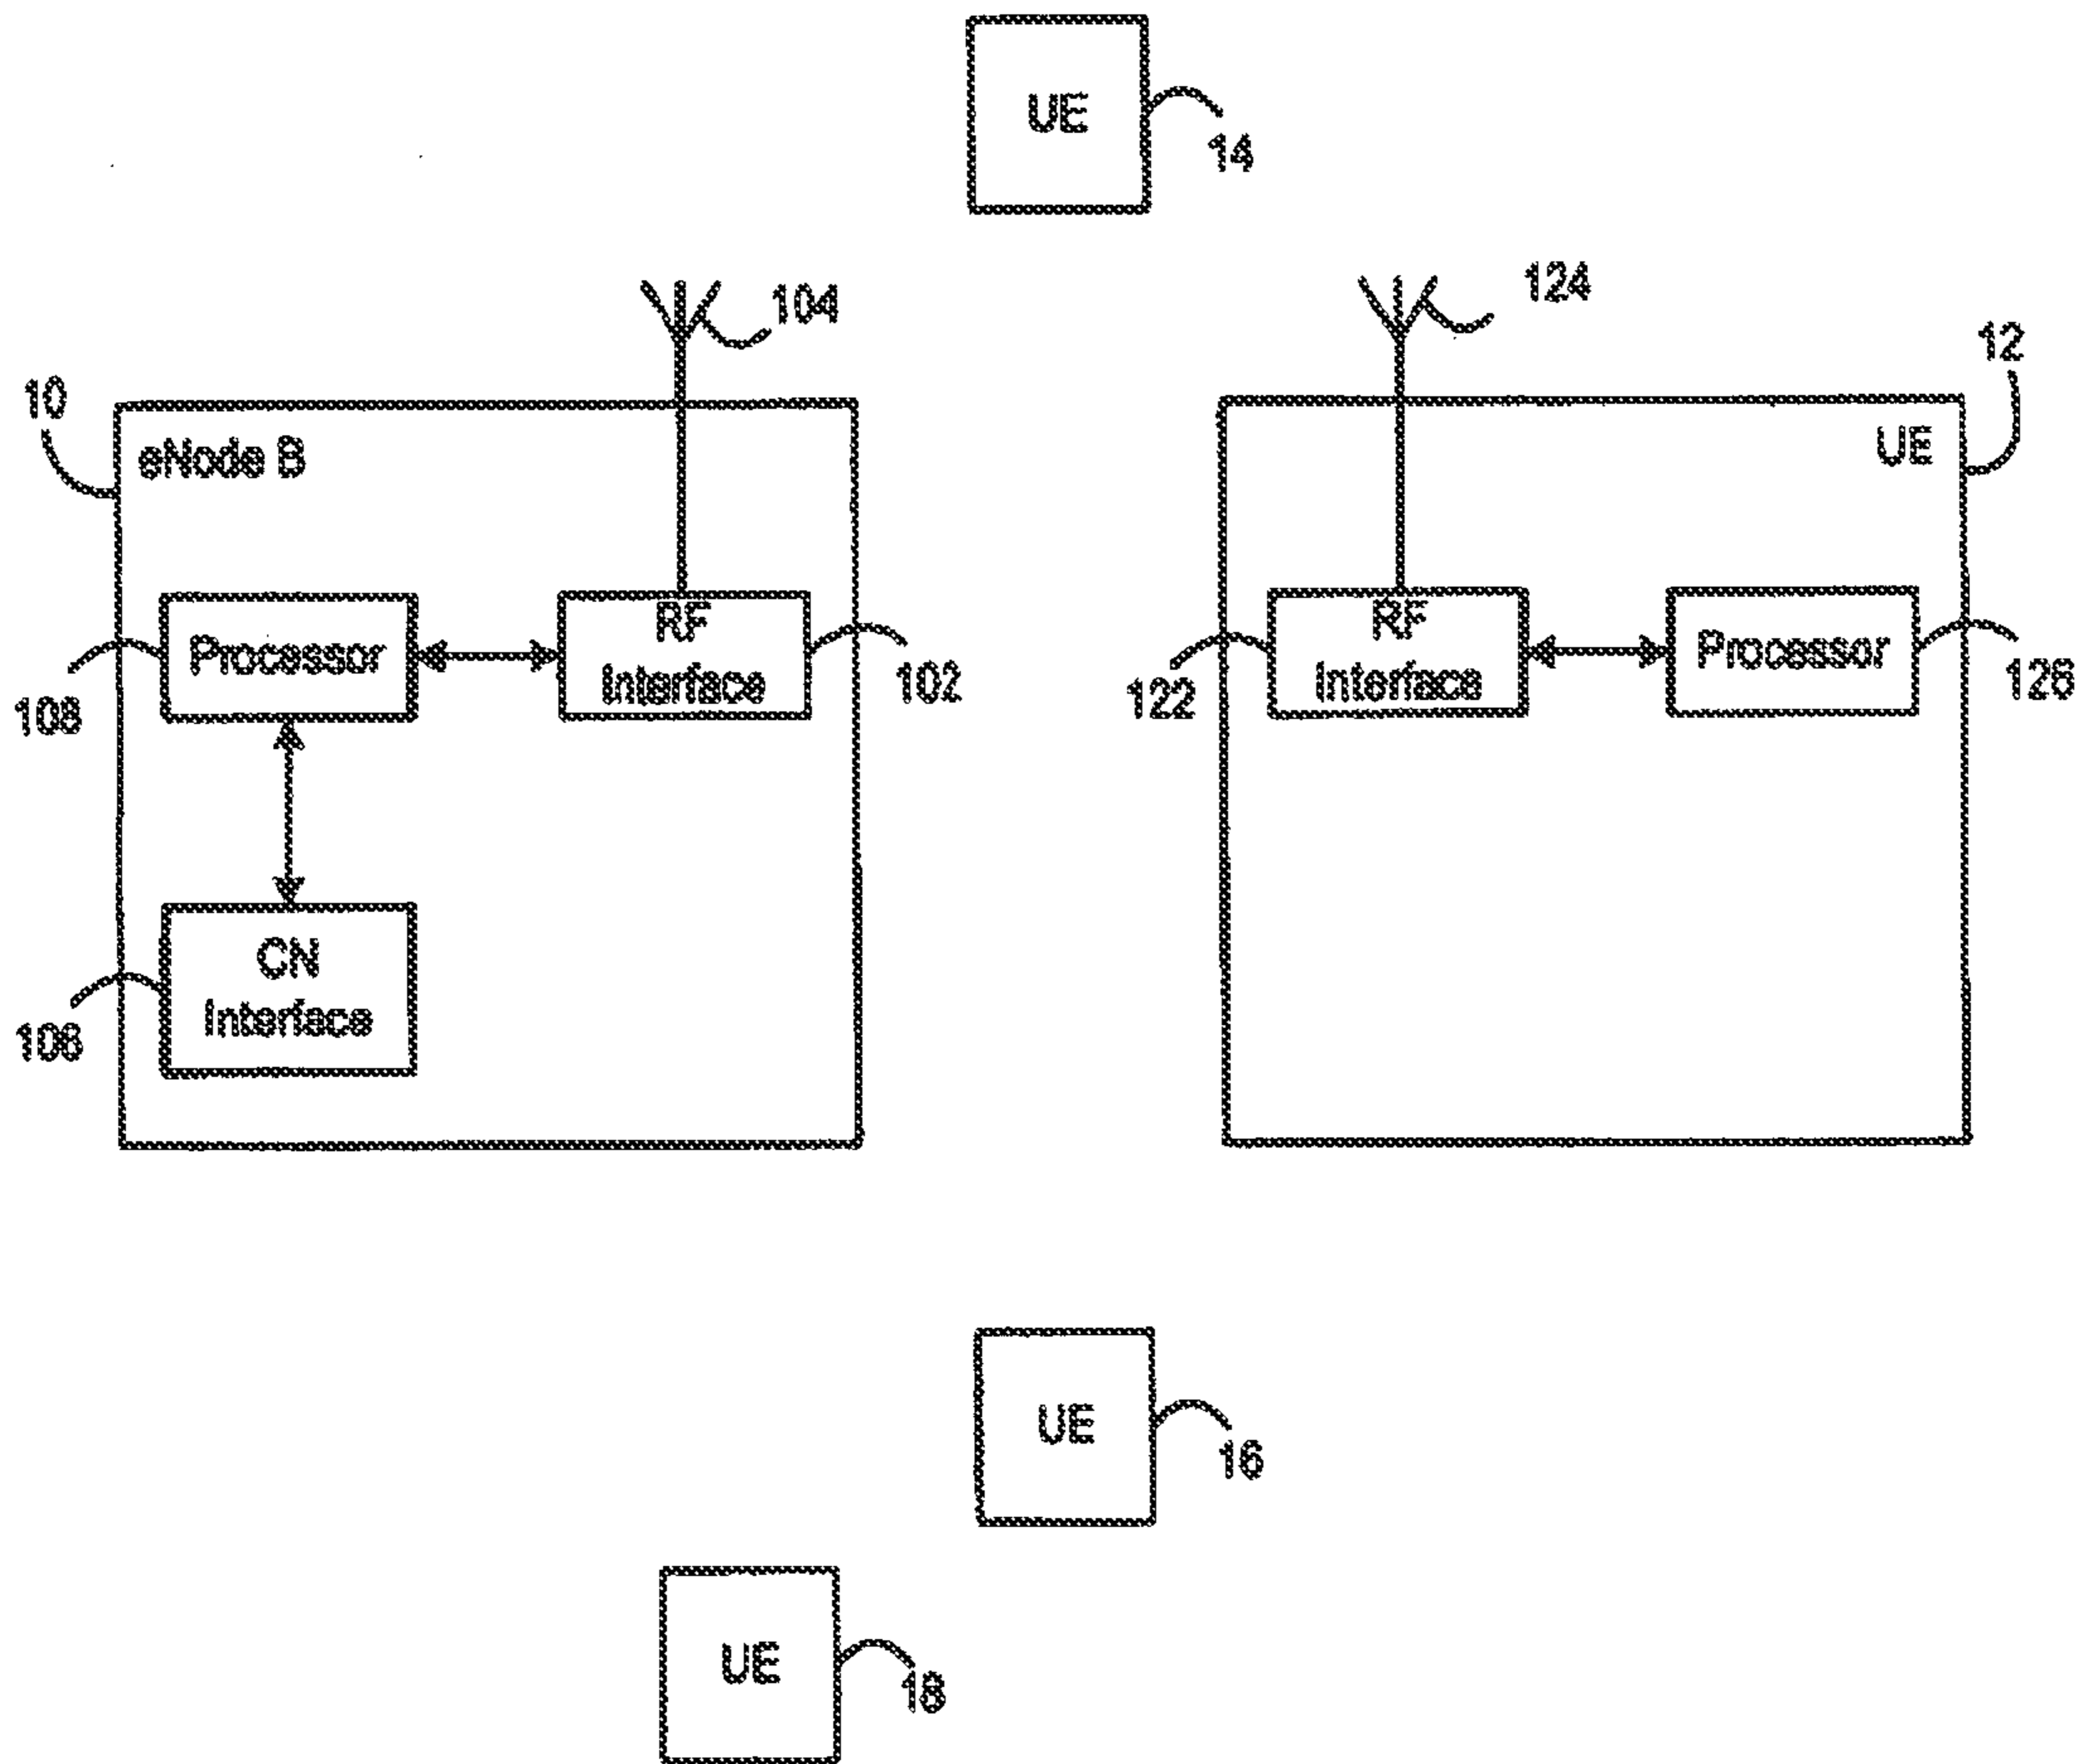 UE
14
104
124
12
10
eNode B
UE
Processor
RF
Interface
102
108
122
RF
Interface
Processor
126
CN
Interface
106
UE
16
UE
18